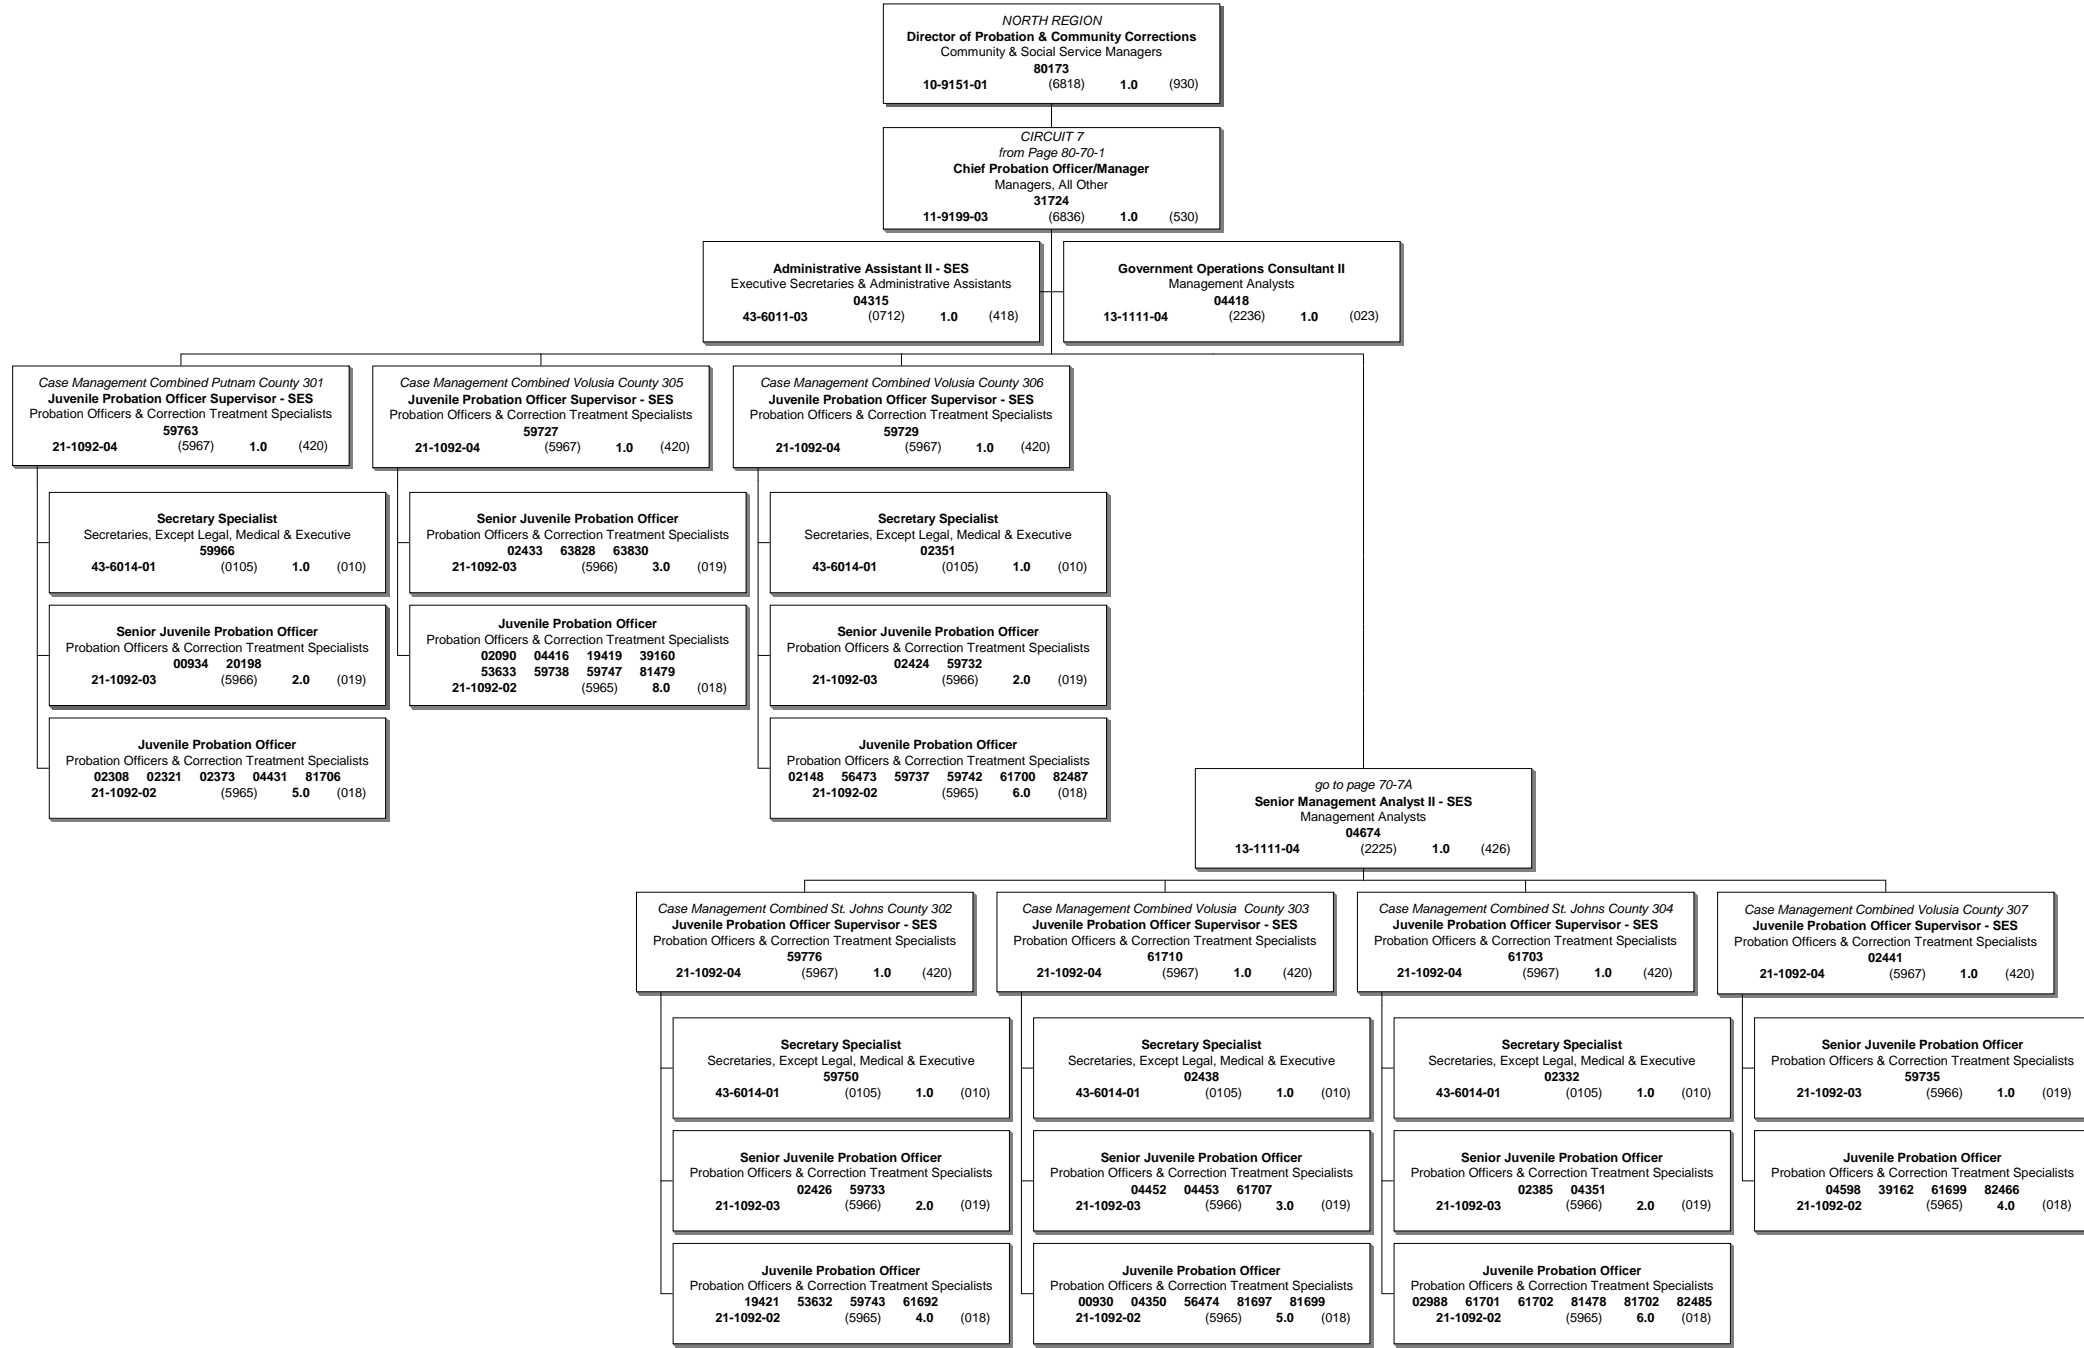 NORTH REGION
Director of Probation & Community Corrections
Community & Social Service Managers
80173
10-9151-01 (6818) 1.0 (930)
CIRCUIT 7
from Page 80-70-1
Chief Probation Officer/Manager
Managers, All Other
31724
11-9199-03 (6836) 1.0 (530)
Administrative Assistant II - SES
Executive Secretaries & Administrative Assistants
04315
43-6011-03 (0712) 1.0 (418)
Government Operations Consultant II
Management Analysts
04418
13-1111-04 (2236) 1.0 (023)
Case Management Combined Putnam County 301
Juvenile Probation Officer Supervisor - SES
Probation Officers & Correction Treatment Specialists
59763
21-1092-04 (5967) 1.0 (420)
Secretary Specialist
Secretaries, Except Legal, Medical & Executive
59966
43-6014-01 (0105) 1.0 (010)
Senior Juvenile Probation Officer
Probation Officers & Correction Treatment Specialists
00934 20198
21-1092-03 (5966) 2.0 (019)
Juvenile Probation Officer
Probation Officers & Correction Treatment Specialists
02308 02321 02373 04431 81706
21-1092-02 (5965) 5.0 (018)
Case Management Combined Volusia County 305
Juvenile Probation Officer Supervisor - SES
Probation Officers & Correction Treatment Specialists
59727
21-1092-04 (5967) 1.0 (420)
Senior Juvenile Probation Officer
Probation Officers & Correction Treatment Specialists
02433 63828 63830
21-1092-03 (5966) 3.0 (019)
Juvenile Probation Officer
Probation Officers & Correction Treatment Specialists
02090 04416 19419 39160
53633 59738 59747 81479
21-1092-02 (5965) 8.0 (018)
Case Management Combined Volusia County 306
Juvenile Probation Officer Supervisor - SES
Probation Officers & Correction Treatment Specialists
59729
21-1092-04 (5967) 1.0 (420)
Secretary Specialist
Secretaries, Except Legal, Medical & Executive
02351
43-6014-01 (0105) 1.0 (010)
Senior Juvenile Probation Officer
Probation Officers & Correction Treatment Specialists
02424 59732
21-1092-03 (5966) 2.0 (019)
Juvenile Probation Officer
Probation Officers & Correction Treatment Specialists
02148 56473 59737 59742 61700 82487
21-1092-02 (5965) 6.0 (018)
go to page 70-7A
Senior Management Analyst II - SES
Management Analysts
04674
13-1111-04 (2225) 1.0 (426)
Case Management Combined St. Johns County 302
Juvenile Probation Officer Supervisor - SES
Probation Officers & Correction Treatment Specialists
59776
21-1092-04 (5967) 1.0 (420)
Secretary Specialist
Secretaries, Except Legal, Medical & Executive
59750
43-6014-01 (0105) 1.0 (010)
Senior Juvenile Probation Officer
Probation Officers & Correction Treatment Specialists
02426 59733
21-1092-03 (5966) 2.0 (019)
Juvenile Probation Officer
Probation Officers & Correction Treatment Specialists
19421 53632 59743 61692
21-1092-02 (5965) 4.0 (018)
Case Management Combined Volusia County 303
Juvenile Probation Officer Supervisor - SES
Probation Officers & Correction Treatment Specialists
61710
21-1092-04 (5967) 1.0 (420)
Secretary Specialist
Secretaries, Except Legal, Medical & Executive
02438
43-6014-01 (0105) 1.0 (010)
Senior Juvenile Probation Officer
Probation Officers & Correction Treatment Specialists
04452 04453 61707
21-1092-03 (5966) 3.0 (019)
Juvenile Probation Officer
Probation Officers & Correction Treatment Specialists
00930 04350 56474 81697 81699
21-1092-02 (5965) 5.0 (018)
Case Management Combined St. Johns County 304
Juvenile Probation Officer Supervisor - SES
Probation Officers & Correction Treatment Specialists
61703
21-1092-04 (5967) 1.0 (420)
Secretary Specialist
Secretaries, Except Legal, Medical & Executive
02332
43-6014-01 (0105) 1.0 (010)
Senior Juvenile Probation Officer
Probation Officers & Correction Treatment Specialists
02385 04351
21-1092-03 (5966) 2.0 (019)
Juvenile Probation Officer
Probation Officers & Correction Treatment Specialists
02988 61701 61702 81478 81702 82485
21-1092-02 (5965) 6.0 (018)
Case Management Combined Volusia County 307
Juvenile Probation Officer Supervisor - SES
Probation Officers & Correction Treatment Specialists
02441
21-1092-04 (5967) 1.0 (420)
Senior Juvenile Probation Officer
Probation Officers & Correction Treatment Specialists
59735
21-1092-03 (5966) 1.0 (019)
Juvenile Probation Officer
Probation Officers & Correction Treatment Specialists
04598 39162 61699 82466
21-1092-02 (5965) 4.0 (018)